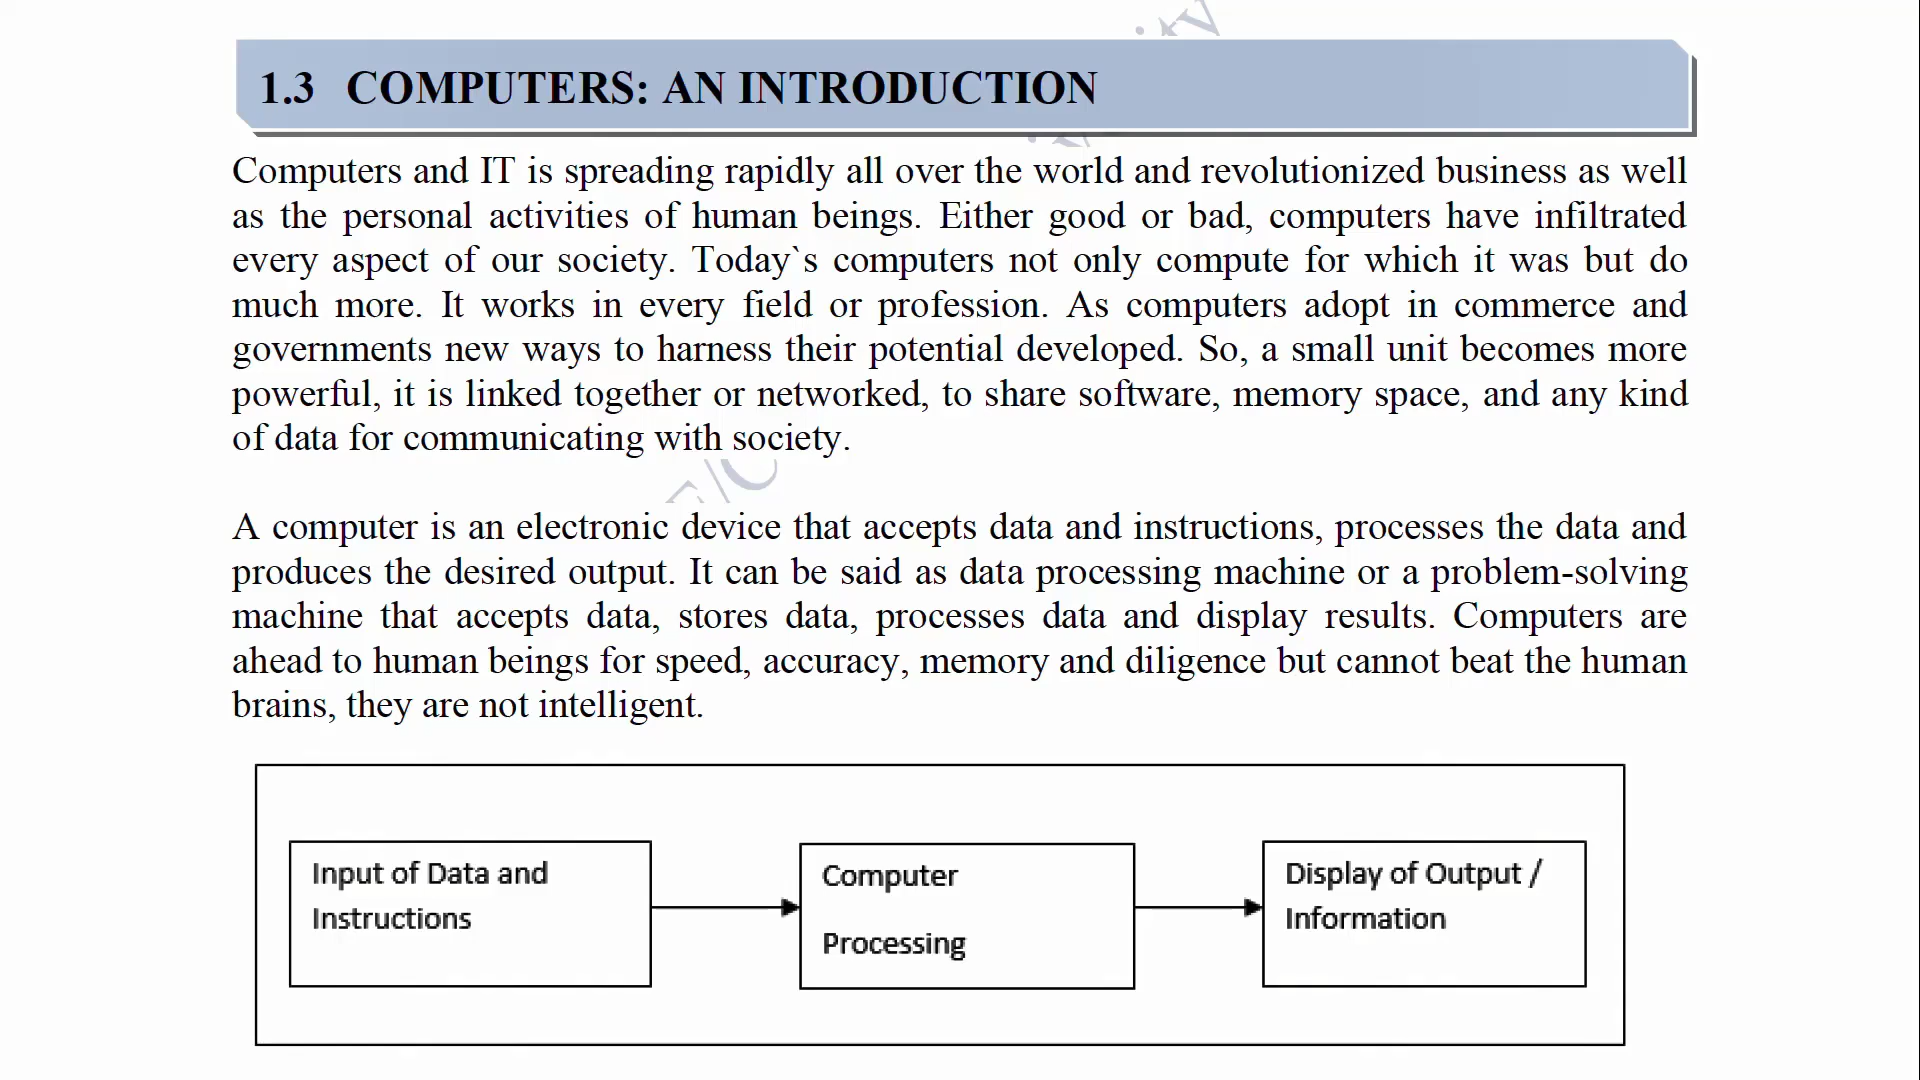 1.3 COMPUTERS: AN INTRODUCTION
Computers and IT is spreading rapidly all over the world and revolutionized business as well
as the personal activities of human beings. Either good or bad, computers have infiltrated
every aspect of our society. Today`s computers not only compute for which it was but do
much more. It works in every field or profession. As computers adopt in commerce and
governments new ways to harness their potential developed. So, a small unit becomes more
powerful, it is linked together or networked, to share software, memory space, and any kind
of data for communicating with society.
A computer is an electronic device that accepts data and instructions, processes the data and
produces the desired output. It can be said as data processing machine or a problem-solving
machine that accepts data, stores data, processes data and display results. Computers are
ahead to human beings for speed, accuracy, memory and diligence but cannot beat the human
brains, they are not intelligent.
Input of Data and
Instructions
Computer
Processing
Display of Output /
Information